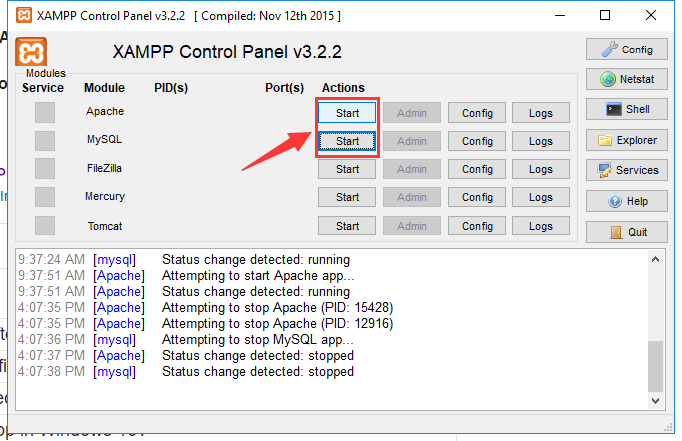 XAMPP Control Panel v3.2.2 [ Compiled: Nov 12th 2015 ]
XAMPP Control Panel v3.2.2
Config
Modules
Service Module PID(s) Port(s) Actions
Netstat
Apache Start Admin Config Logs
Shell
MySQL Start Admin Config Logs
Explorer
FileZilla Start Admin Config Logs
Services
Mercury Start Admin Config Logs
Help
Tomcat Start Admin Config Logs
Quit
9:37:24 AM [mysql] Status change detected: running
9:37:51 AM [Apache] Attempting to start Apache app...
9:37:51 AM [Apache] Status change detected: running
4:07:35 PM [Apache] Attempting to stop Apache (PID: 15428)
4:07:35 PM [Apache] Attempting to stop Apache (PID: 12916)
4:07:36 PM [mysql] Attempting to stop MySQL app...
4:07:37 PM [Apache] Status change detected: stopped
4:07:38 PM [mysql] Status change detected: stopped